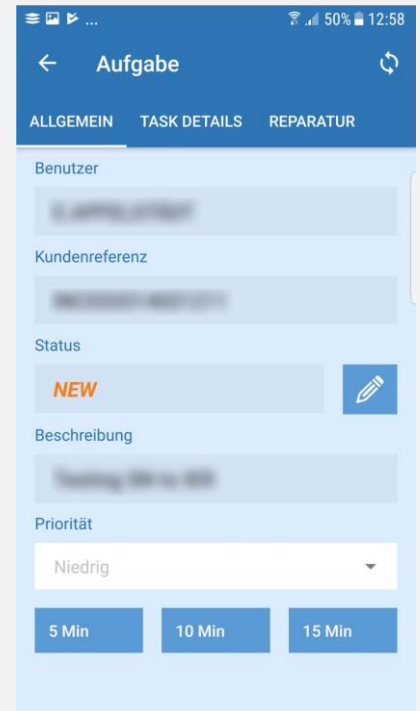 ... 50% 12:58
Aufgabe
ALLGEMEIN TASK DETAILS REPARATUR
Benutzer
Kundenreferenz
Status
NEW
Beschreibung
Priorität
Niedrig
5 Min 10 Min 15 Min